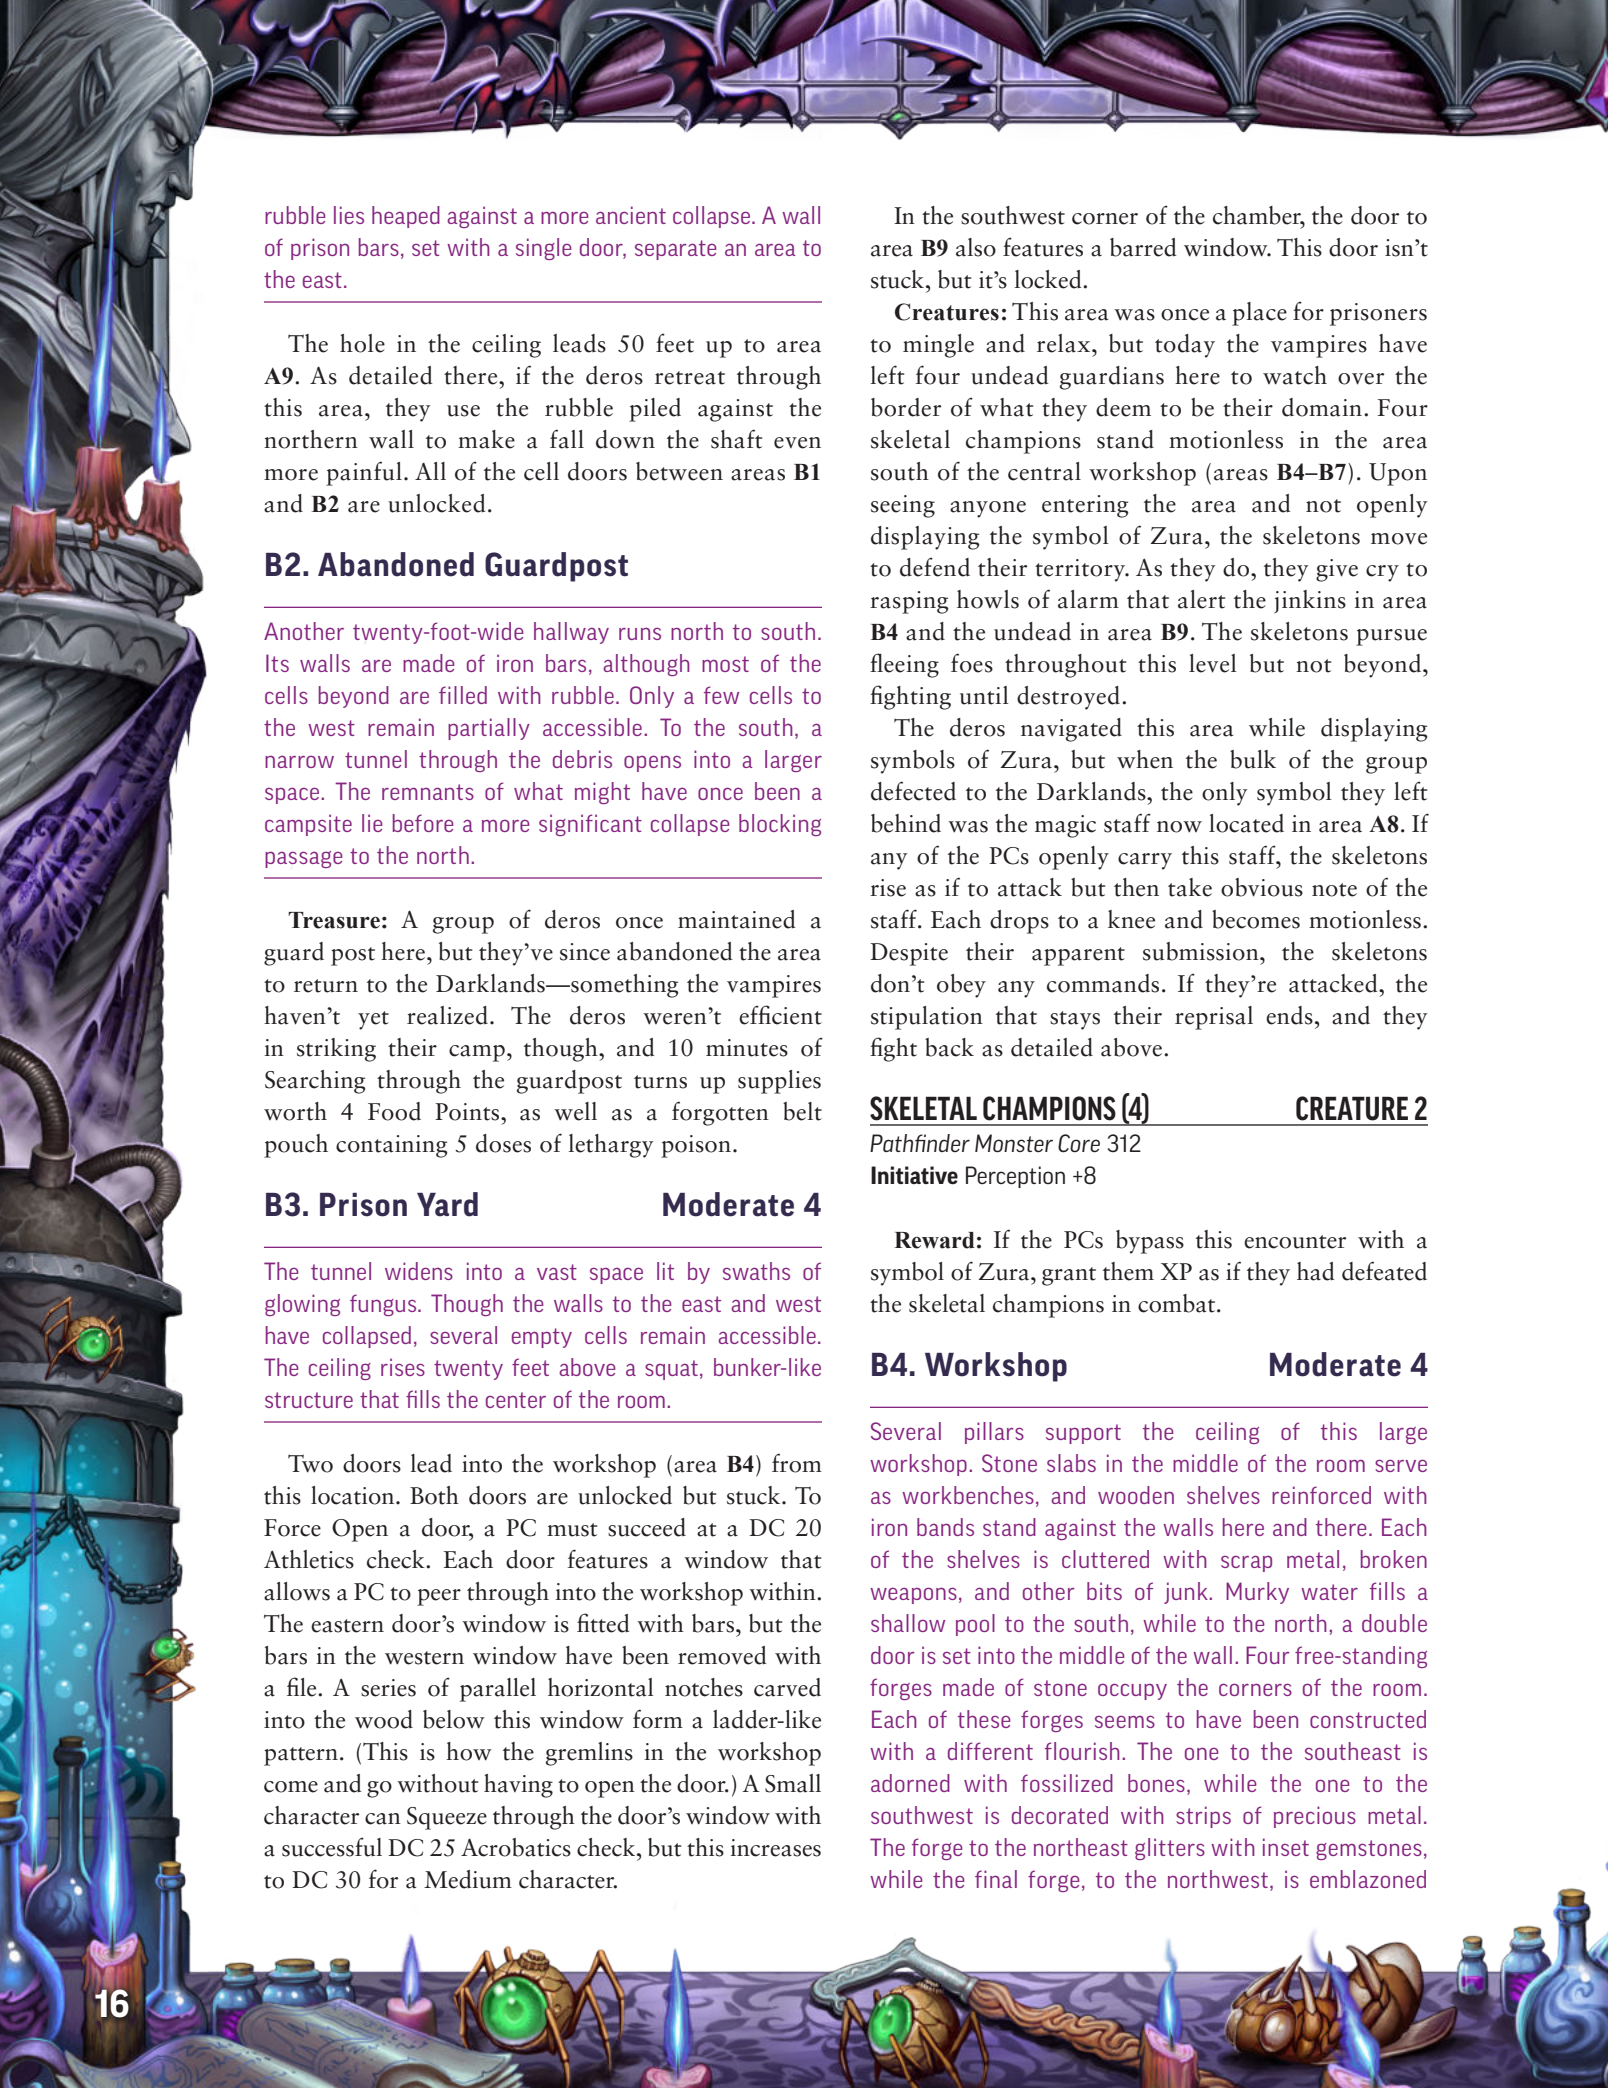 rubble lies heaped against a more ancient collapse. A wall
of prison bars, set with a single door, separate an area to
the east.
The hole in the ceiling leads 50 feet up to area
A9. As detailed there, if the deros retreat through
this area, they use the rubble piled against the
northern wall to make a fall down the shaft even
more painful. All of the cell doors between areas B1
and B2 are unlocked.
B2. Abandoned Guardpost
Another twenty-foot-wide hallway runs north to south.
Its walls are made of iron bars, although most of the
cells beyond are filled with rubble. Only a few cells to
the west remain partially accessible. To the south, a
narrow tunnel through the debris opens into a larger
space. The remnants of what might have once been a
campsite lie before a more significant collapse blocking
passage to the north.
Treasure: A group of deros once maintained a
guard post here, but they’ve since abandoned the area
to return to the Darklands—something the vampires
haven’t yet realized. The deros weren’t efficient
in striking their camp, though, and 10 minutes of
Searching through the guardpost turns up supplies
worth 4 Food Points, as well as a forgotten belt
pouch containing 5 doses of lethargy poison.
B3. Prison Yard Moderate 4
The tunnel widens into a vast space lit by swaths of
glowing fungus. Though the walls to the east and west
have collapsed, several empty cells remain accessible.
The ceiling rises twenty feet above a squat, bunker-like
structure that fills the center of the room.
Two doors lead into the workshop (area B4) from
this location. Both doors are unlocked but stuck. To
Force Open a door, a PC must succeed at a DC 20
Athletics check. Each door features a window that
allows a PC to peer through into the workshop within.
The eastern door’s window is fitted with bars, but the
bars in the western window have been removed with
a file. A series of parallel horizontal notches carved
into the wood below this window form a ladder-like
pattern. (This is how the gremlins in the workshop
come and go without having to open the door.) A Small
character can Squeeze through the door’s window with
a successful DC 25 Acrobatics check, but this increases
to DC 30 for a Medium character.
In the southwest corner of the chamber, the door to
area B9 also features a barred window. This door isn’t
stuck, but it’s locked.
Creatures: This area was once a place for prisoners
to mingle and relax, but today the vampires have
left four undead guardians here to watch over the
border of what they deem to be their domain. Four
skeletal champions stand motionless in the area
south of the central workshop (areas B4–B7). Upon
seeing anyone entering the area and not openly
displaying the symbol of Zura, the skeletons move
to defend their territory. As they do, they give cry to
rasping howls of alarm that alert the jinkins in area
B4 and the undead in area B9. The skeletons pursue
fleeing foes throughout this level but not beyond,
fighting until destroyed.
The deros navigated this area while displaying
symbols of Zura, but when the bulk of the group
defected to the Darklands, the only symbol they left
behind was the magic staff now located in area A8. If
any of the PCs openly carry this staff, the skeletons
rise as if to attack but then take obvious note of the
staff. Each drops to a knee and becomes motionless.
Despite their apparent submission, the skeletons
don’t obey any commands. If they’re attacked, the
stipulation that stays their reprisal ends, and they
fight back as detailed above.
SKELETAL CHAMPIONS (4) CREATURE 2
Pathfinder Monster Core 312
Initiative Perception +8
Reward: If the PCs bypass this encounter with a
symbol of Zura, grant them XP as if they had defeated
the skeletal champions in combat.
B4. Workshop Moderate 4
Several pillars support the ceiling of this large
workshop. Stone slabs in the middle of the room serve
as workbenches, and wooden shelves reinforced with
iron bands stand against the walls here and there. Each
of the shelves is cluttered with scrap metal, broken
weapons, and other bits of junk. Murky water fills a
shallow pool to the south, while to the north, a double
door is set into the middle of the wall. Four free-standing
forges made of stone occupy the corners of the room.
Each of these forges seems to have been constructed
with a different flourish. The one to the southeast is
adorned with fossilized bones, while the one to the
southwest is decorated with strips of precious metal.
The forge to the northeast glitters with inset gemstones,
while the final forge, to the northwest, is emblazoned
16